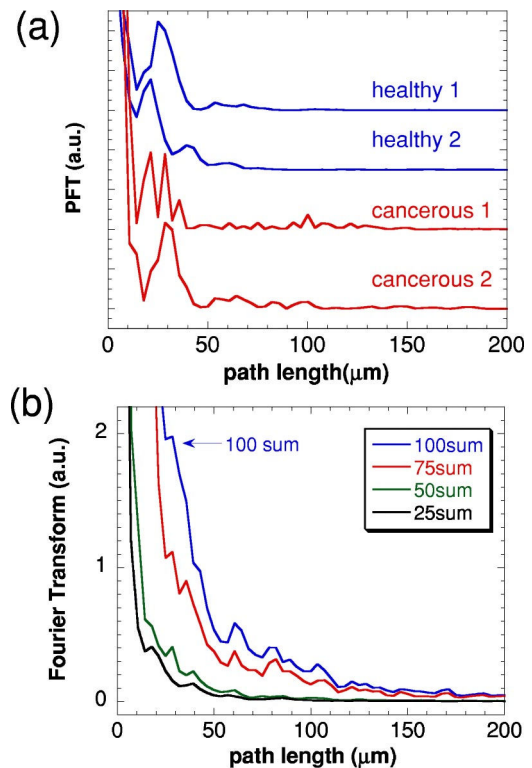 (a)
PFT (a.u.)
healthy 1
healthy 2
cancerous 1
cancerous 2
0 50 100 150 200
path length(μm)
(b)
Fourier Transform (a.u.)
2
1
0
100 sum
100sum
75sum
50sum
25sum
0 50 100 150 200
path length (μm)